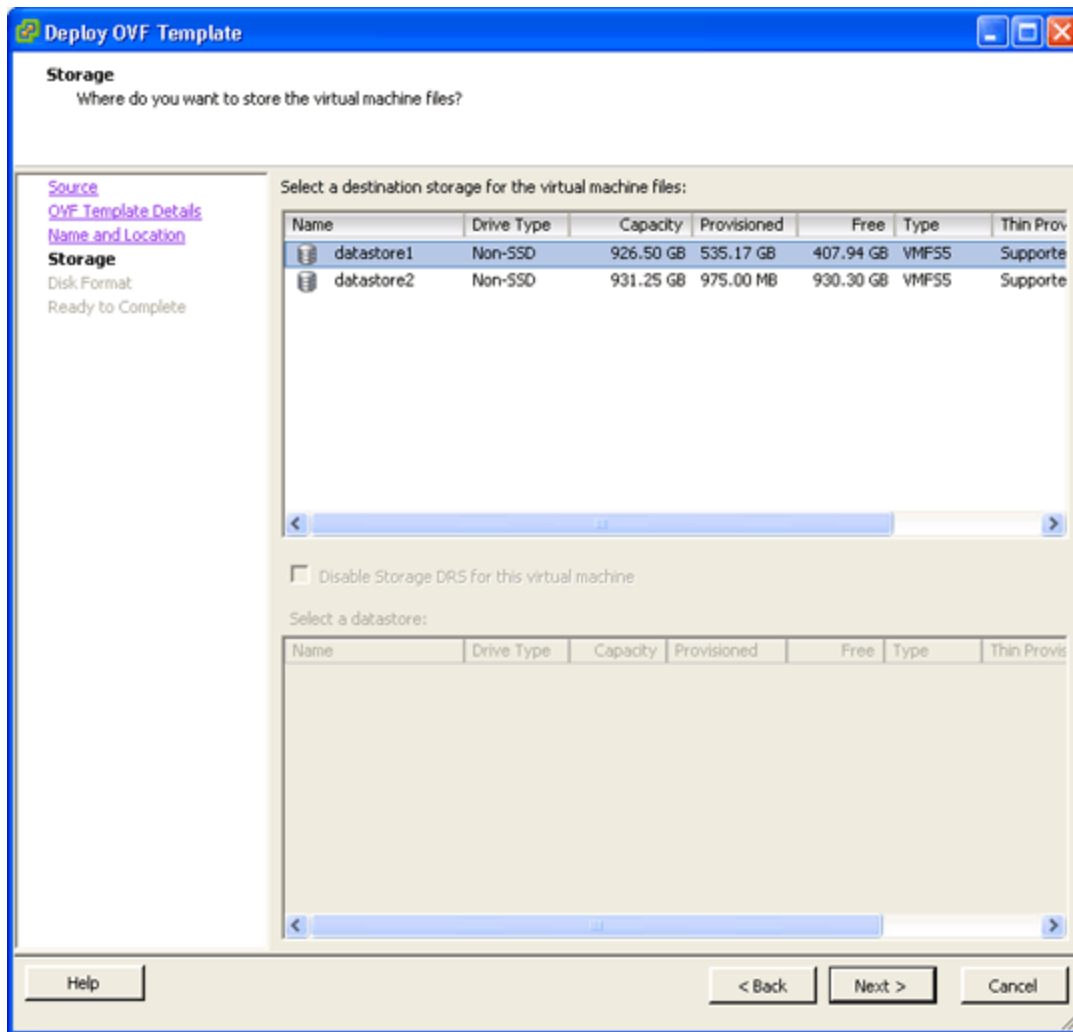 Deploy OVF Template
Storage
Where do you want to store the virtual machine files?
Source
OVF Template Details
Name and Location
Storage
Disk Format
Ready to Complete
Select a destination storage for the virtual machine files:
Name Drive Type Capacity Provisioned Free Type Thin Prov
datastore1 Non-SSD 926.50 GB 535.17 GB 407.94 GB VMFS5 Supporte
datastore2 Non-SSD 931.25 GB 975.00 MB 930.30 GB VMFS5 Supporte
Disable Storage DRS for this virtual machine
Select a datastore:
Name Drive Type Capacity Provisioned Free Type Thin Provis
Help < Back Next > Cancel